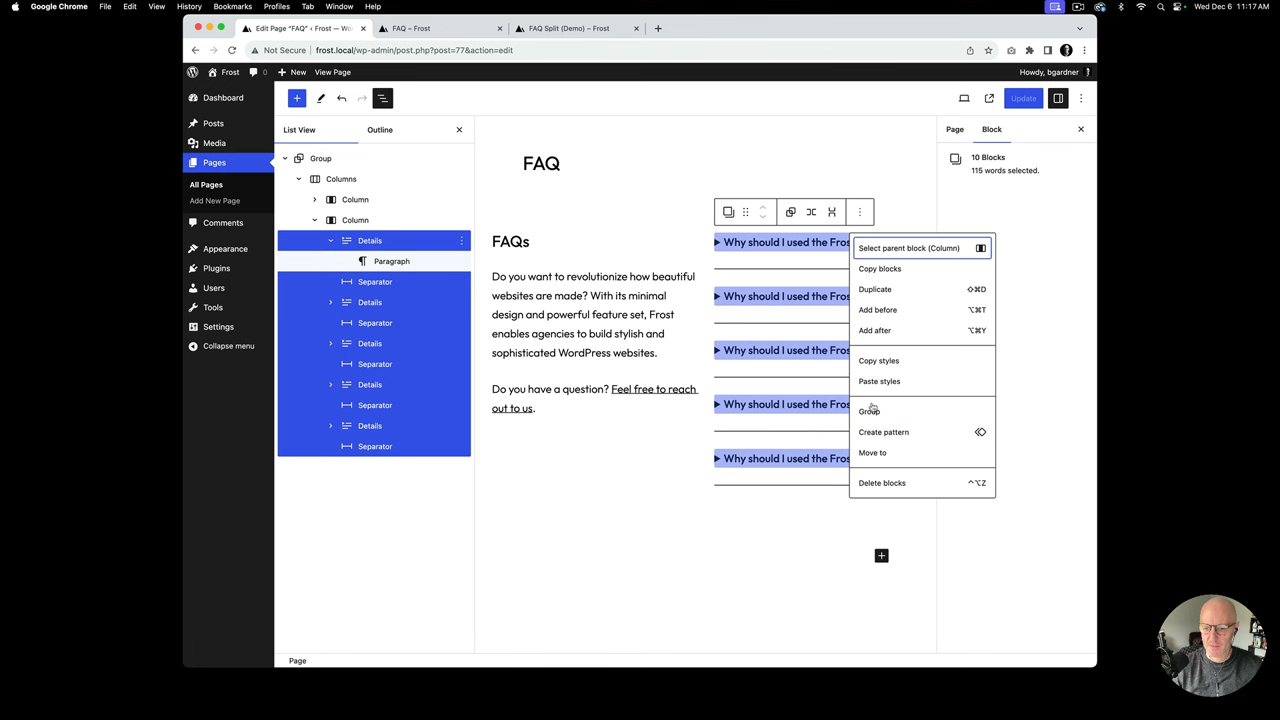 Google Chrome File Edit View History Bookmarks Profiles Tab Window Help
Wed Dec 6 11:17 AM
Edit Page “FAQ” ‹ Frost — Wo
FAQ – Frost
FAQ Split (Demo) – Frost
Not Secure
frost.local/wp-admin/post.php?post=77&action=edit
Frost 0 New View Page
Howdy, bgardner
Dashboard
Posts
Media
Pages
All Pages
Add New Page
Comments
Appearance
Plugins
Users
Tools
Settings
Collapse menu
Update
List View Outline
Group
Columns
Column
Column
Details
Paragraph
Separator
Details
Separator
Details
Separator
Details
Separator
Details
Separator
FAQ
FAQs
Do you want to revolutionize how beautiful
websites are made? With its minimal
design and powerful feature set, Frost
enables agencies to build stylish and
sophisticated WordPress websites.
Do you have a question? Feel free to reach
out to us.
Why should I used the Fros
Why should I used the Fros
Why should I used the Fros
Why should I used the Fros
Why should I used the Fros
Select parent block (Column)
Copy blocks
Duplicate ⇧⌘D
Add before ⌥⌘T
Add after ⌥⌘Y
Copy styles
Paste styles
Group
Create pattern
Move to
Delete blocks ⌃⌥Z
Page Block
10 Blocks
115 words selected.
Page